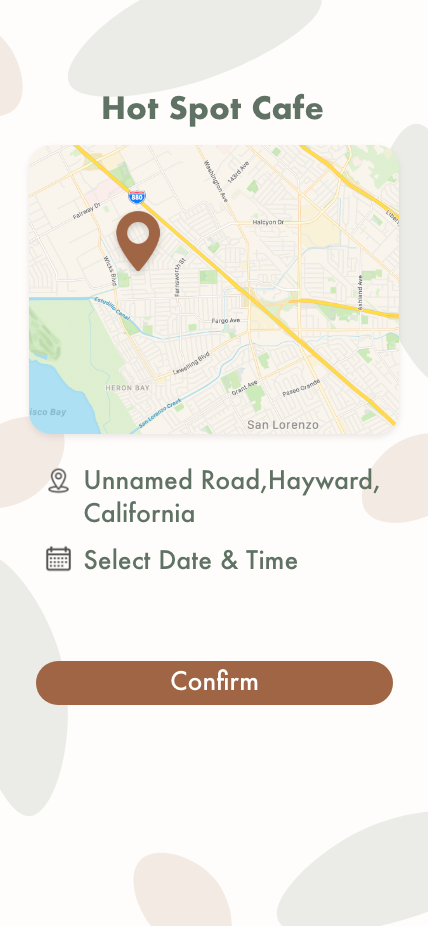 Hot Spot Cafe
Washington Ave
143rd Ave
880
Fairway Dr
Halcyon Dr
Wicks Blvd
Farnsworth St
Ashland Ave
Estudillo Canal
Fargo Ave
Lewelling Blvd
HERON BAY
Grant Ave
Paseo Grande
isco Bay
San Lorenzo Creek
San Lorenzo
Unnamed Road,Hayward,
California
Select Date & Time
Confirm